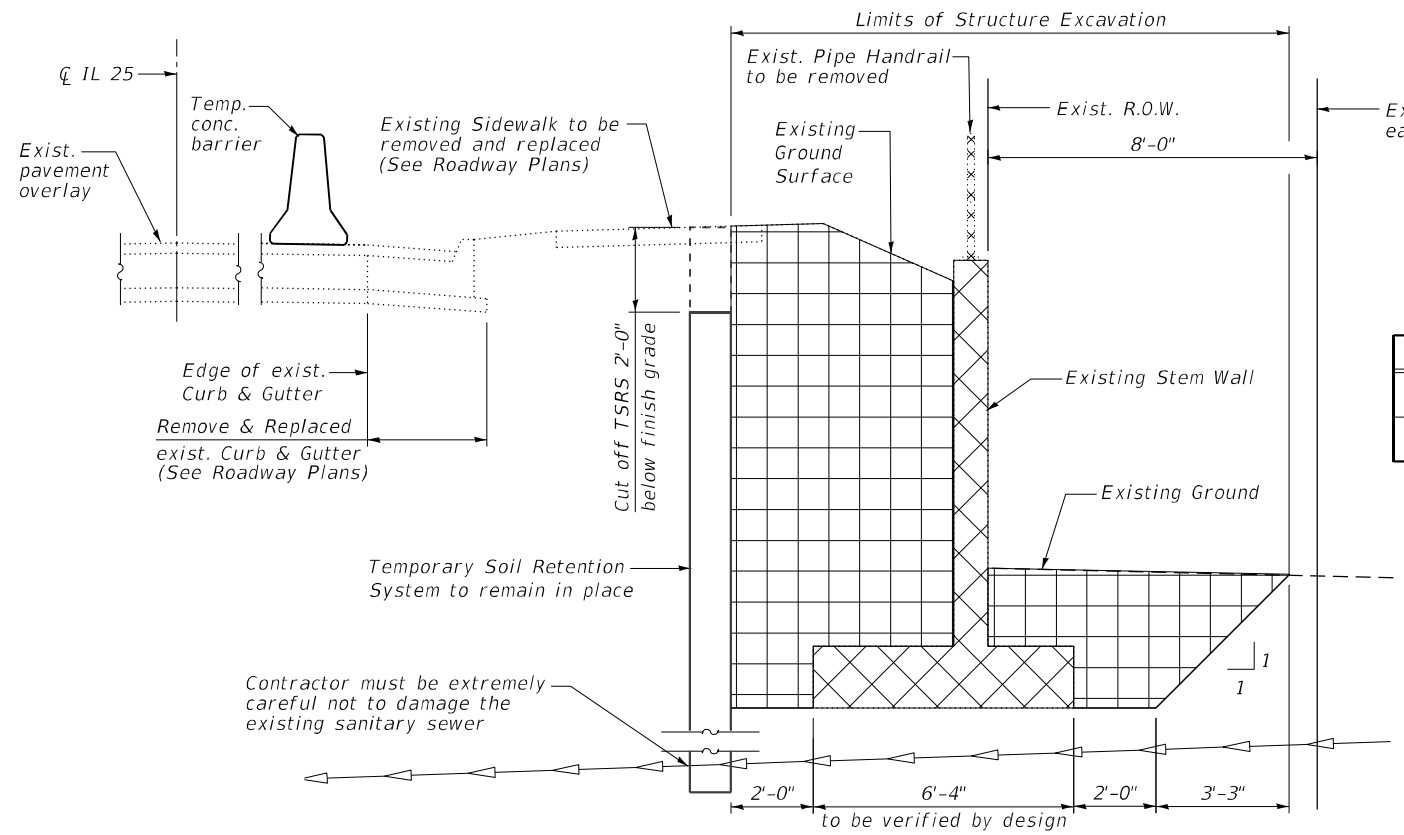 Limits of Structure Excavation
℄ IL 25
Exist. Pipe Handrail
to be removed
Temp.
conc.
barrier
Exist. R.O.W.
Ex
ea
Existing Sidewalk to be
removed and replaced
(See Roadway Plans)
Existing
Ground
Surface
8'-0"
Exist.
pavement
overlay
Cut off TSRS 2'-0"
below finish grade
Edge of exist.
Curb & Gutter
Existing Stem Wall
Remove & Replaced
exist. Curb & Gutter
(See Roadway Plans)
Existing Ground
Temporary Soil Retention
System to remain in place
1
1
Contractor must be extremely
careful not to damage the
existing sanitary sewer
2'-0" 6'-4" 2'-0" 3'-3"
to be verified by design